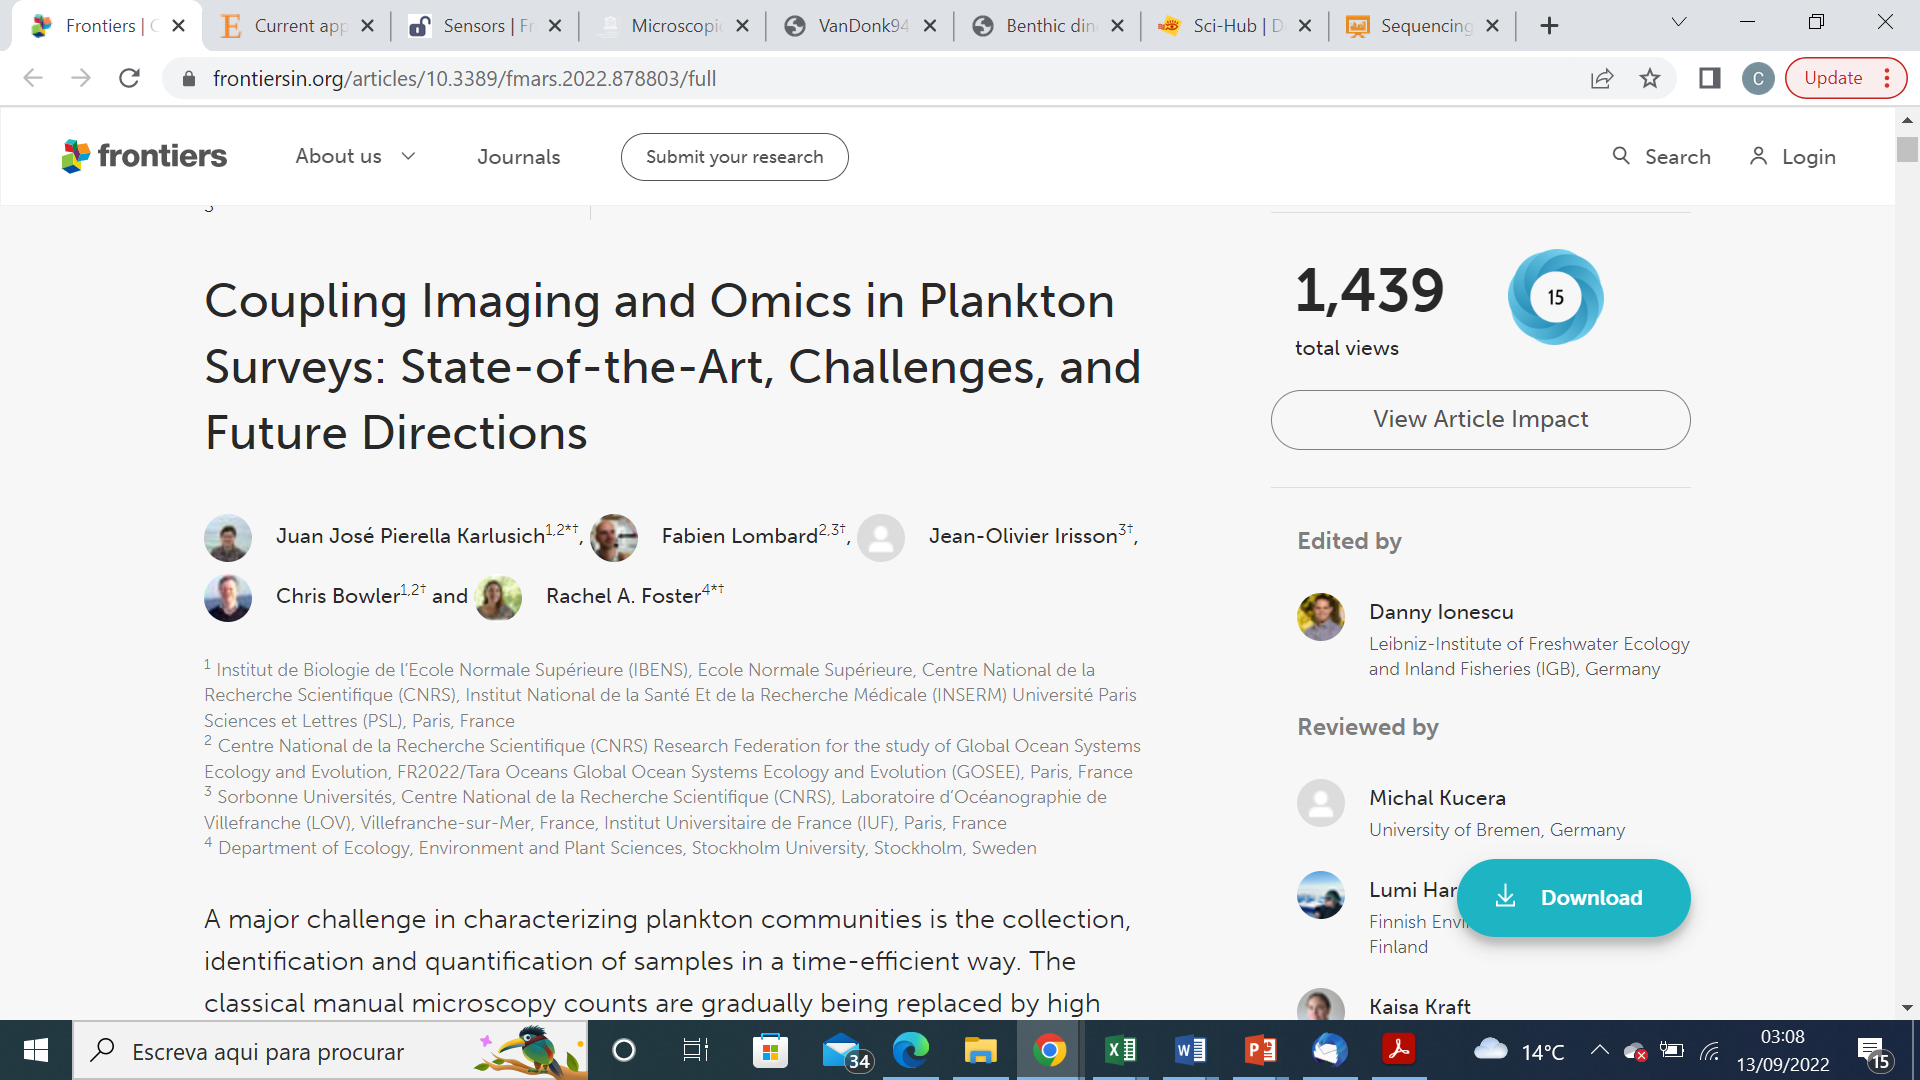 Frontiers | C
Current app
Sensors | Fr
Microscopic
VanDonk94
Benthic din
Sci-Hub | D
Sequencing
frontiersin.org/articles/10.3389/fmars.2022.878803/full
C
Update
frontiers
About us
Journals
Submit your research
Search
Login
Coupling Imaging and Omics in Plankton
Surveys: State-of-the-Art, Challenges, and
Future Directions
Juan José Pierella Karlusich1,2*†, Fabien Lombard2,3†, Jean-Olivier Irisson3†,
Chris Bowler1,2† and Rachel A. Foster4*†
1 Institut de Biologie de l’Ecole Normale Supérieure (IBENS), Ecole Normale Supérieure, Centre National de la
Recherche Scientifique (CNRS), Institut National de la Santé Et de la Recherche Médicale (INSERM) Université Paris
Sciences et Lettres (PSL), Paris, France
2 Centre National de la Recherche Scientifique (CNRS) Research Federation for the study of Global Ocean Systems
Ecology and Evolution, FR2022/Tara Oceans Global Ocean Systems Ecology and Evolution (GOSEE), Paris, France
3 Sorbonne Universités, Centre National de la Recherche Scientifique (CNRS), Laboratoire d’Océanographie de
Villefranche (LOV), Villefranche-sur-Mer, France, Institut Universitaire de France (IUF), Paris, France
4 Department of Ecology, Environment and Plant Sciences, Stockholm University, Stockholm, Sweden
A major challenge in characterizing plankton communities is the collection,
identification and quantification of samples in a time-efficient way. The
classical manual microscopy counts are gradually being replaced by high
1,439
total views
15
View Article Impact
Edited by
Danny Ionescu
Leibniz-Institute of Freshwater Ecology
and Inland Fisheries (IGB), Germany
Reviewed by
Michal Kucera
University of Bremen, Germany
Lumi Har
Finnish Envi
Finland
Download
Kaisa Kraft
Escreva aqui para procurar
34
14°C
03:08
13/09/2022
15